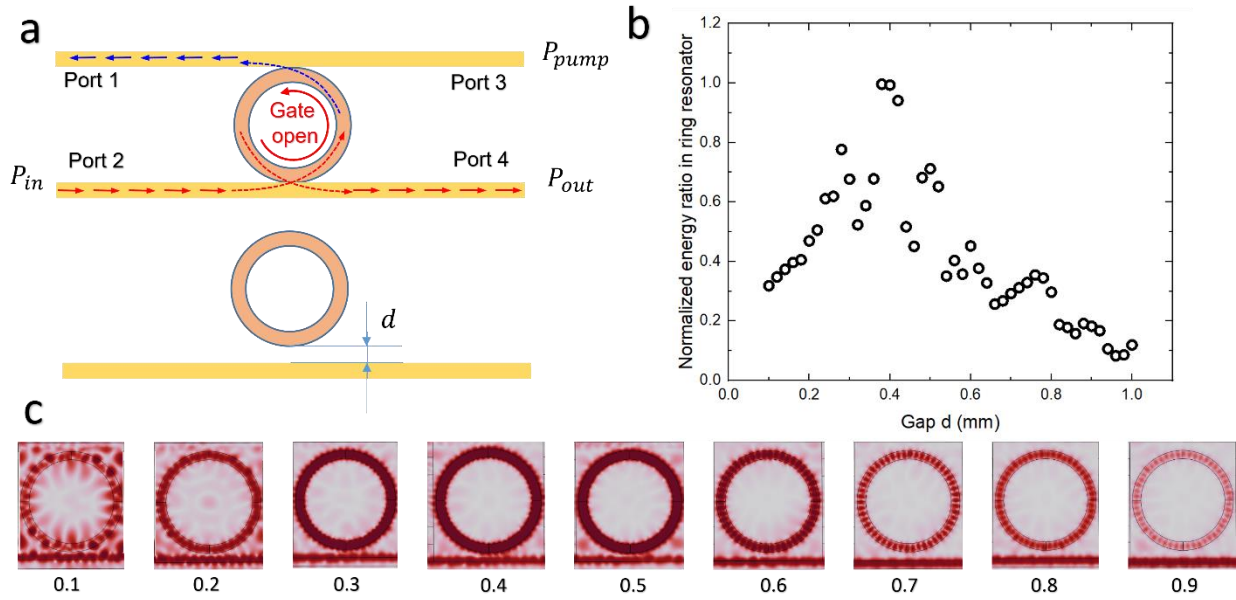 a
P_pump
Port 1
Port 3
Gate
open
Port 2
Port 4
P_in
P_out
d
b
Normalized energy ratio in ring resonator
1.2
1.0
0.8
0.6
0.4
0.2
0.0
0.0 0.2 0.4 0.6 0.8 1.0
Gap d (mm)
c
0.1 0.2 0.3 0.4 0.5 0.6 0.7 0.8 0.9